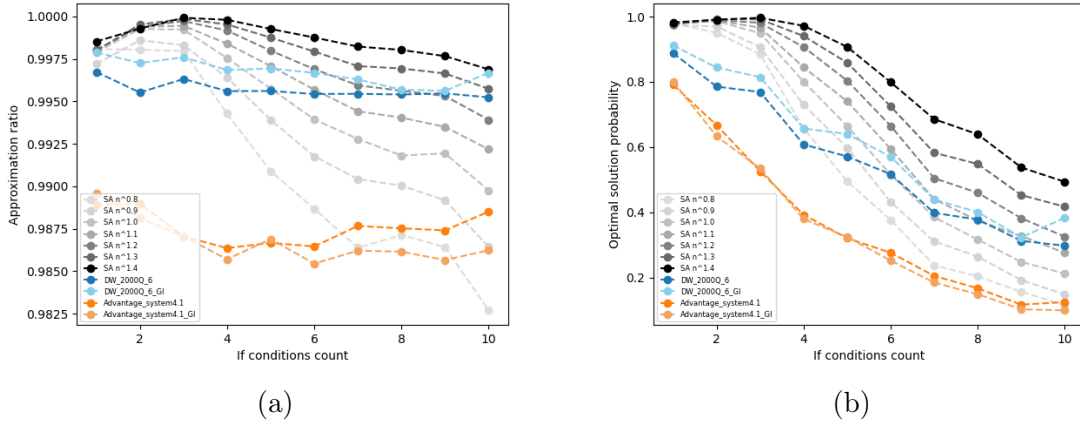 1.0000
0.9975
0.9950
0.9925
0.9900
0.9875
0.9850
0.9825
Approximation ratio
SA n^0.8
SA n^0.9
SA n^1.0
SA n^1.1
SA n^1.2
SA n^1.3
SA n^1.4
DW_2000Q_6
DW_2000Q_6_GI
Advantage_system4.1
Advantage_system4.1_GI
2 4 6 8 10
If conditions count
(a)
1.0
0.8
0.6
0.4
0.2
Optimal solution probability
SA n^0.8
SA n^0.9
SA n^1.0
SA n^1.1
SA n^1.2
SA n^1.3
SA n^1.4
DW_2000Q_6
DW_2000Q_6_GI
Advantage_system4.1
Advantage_system4.1_GI
2 4 6 8 10
If conditions count
(b)